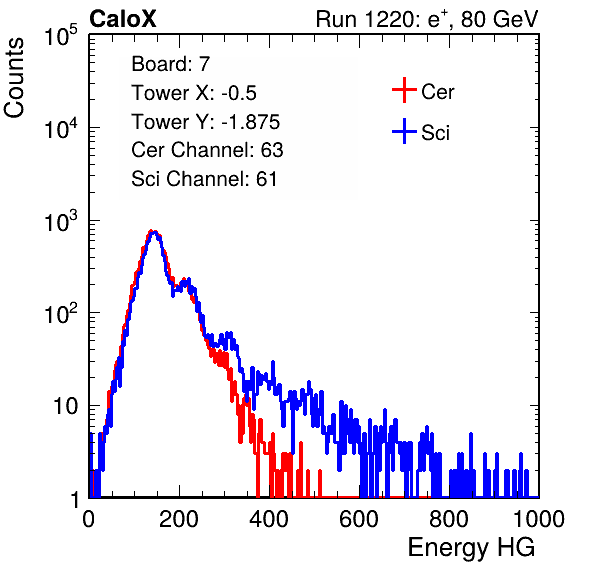 CaloX Run 1220: e⁺, 80 GeV
Counts
Board: 7
Tower X: -0.5
Tower Y: -1.875
Cer Channel: 63
Sci Channel: 61
Cer
Sci
10⁵
10⁴
10³
10²
10
1
0 200 400 600 800 1000
Energy HG